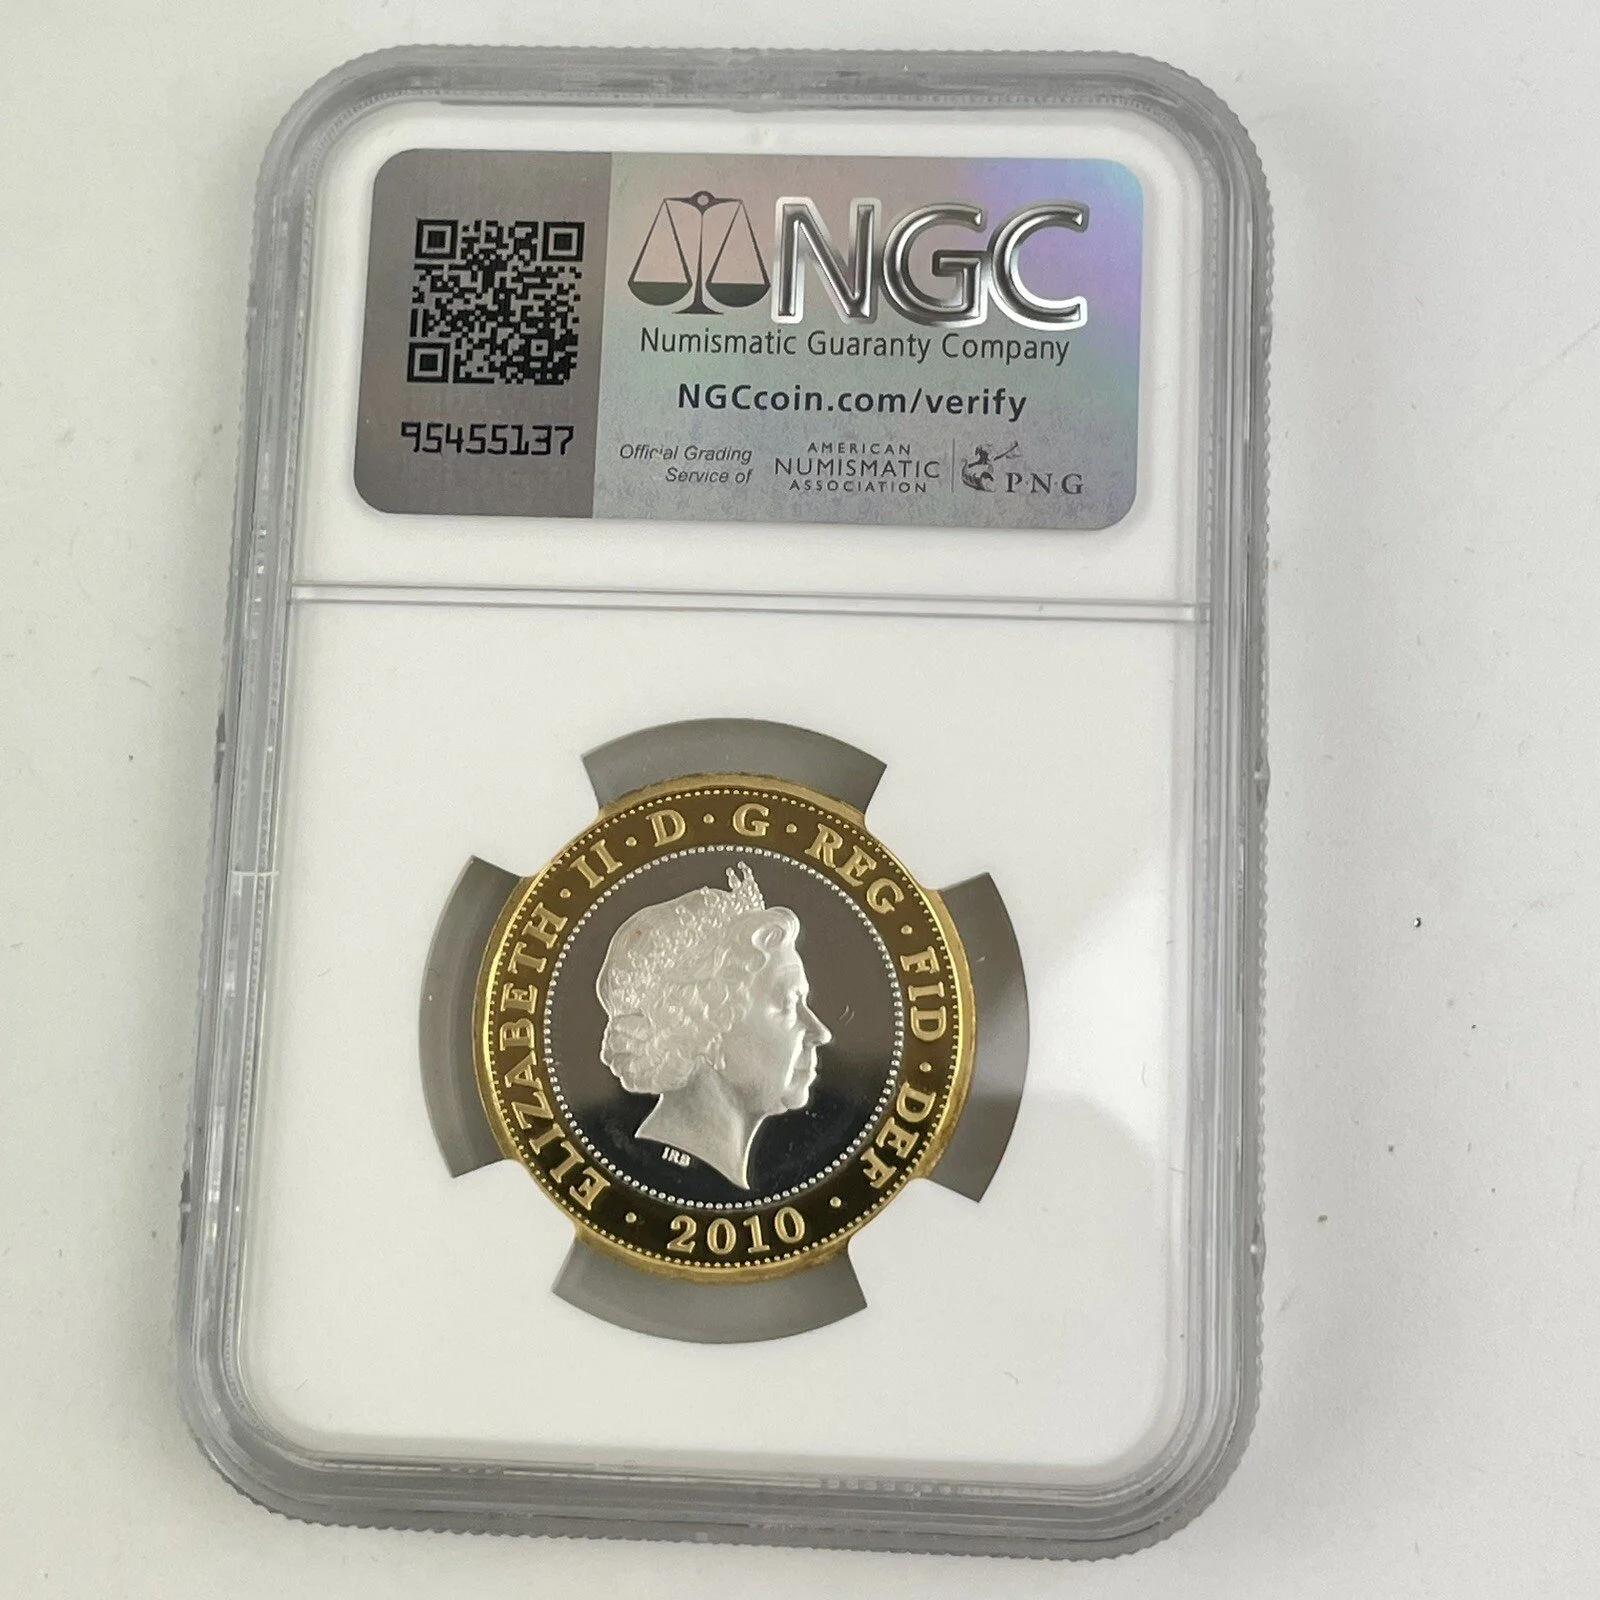 NGC
Numismatic Guaranty Company
NGCcoin.com/verify
95455137
Official Grading
Service of
AMERICAN
NUMISMATIC
ASSOCIATION
P·N·G
ELIZABETH · II · D · G · REG · FID · DEF · 2010 ·
IRB